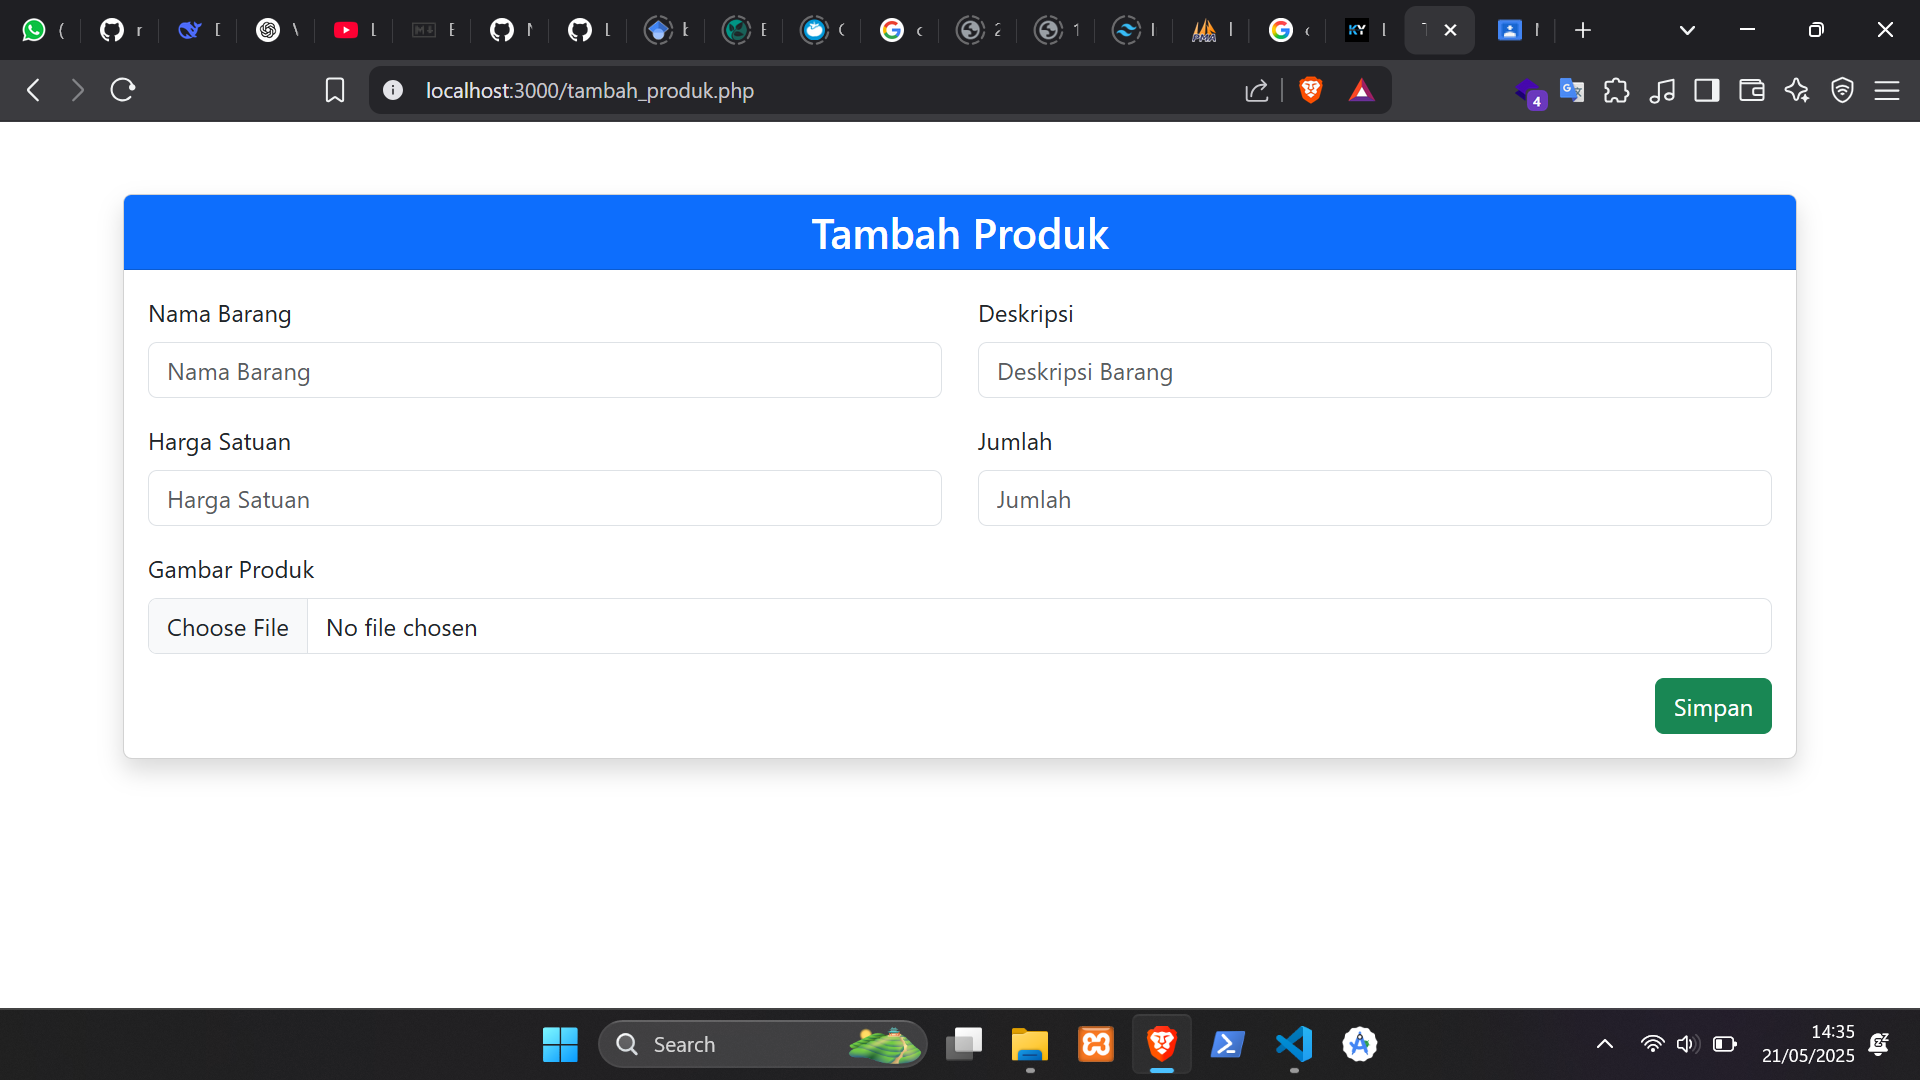 localhost:3000/tambah_produk.php
4
Tambah Produk
Nama Barang
Deskripsi
Nama Barang
Deskripsi Barang
Harga Satuan
Jumlah
Harga Satuan
Jumlah
Gambar Produk
Choose File
No file chosen
Simpan
Search
14:35
21/05/2025